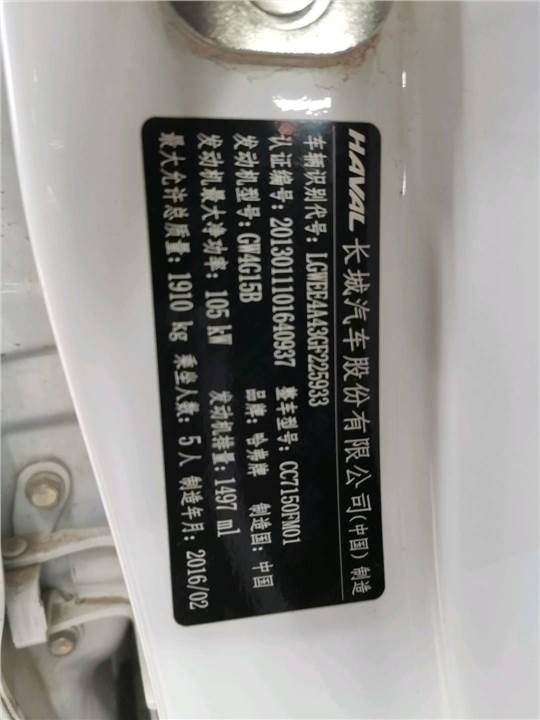 HAVAL 长城汽车股份有限公司(中国) 制造
车辆识别代号: LGWEE4A43GF225933
认证编号: 2013011101640937 整车型号: CC7150FM01
发动机型号: GW4G15B 品牌: 哈弗牌 制造国: 中国
发动机最大净功率: 105 kW 发动机排量: 1497 ml
最大允许总质量: 1910 kg 乘坐人数: 5人 制造年月: 2016/02